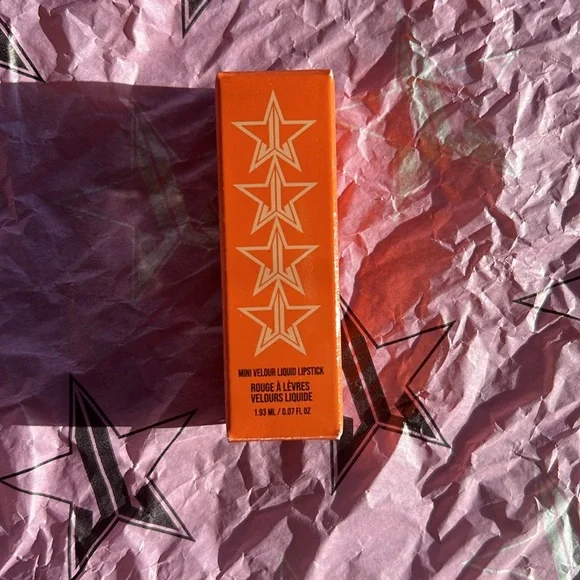 MINI VELOUR LIQUID LIPSTICK
ROUGE À LÈVRES
VELOURS LIQUIDE
1.93 ML / 0.07 FL OZ